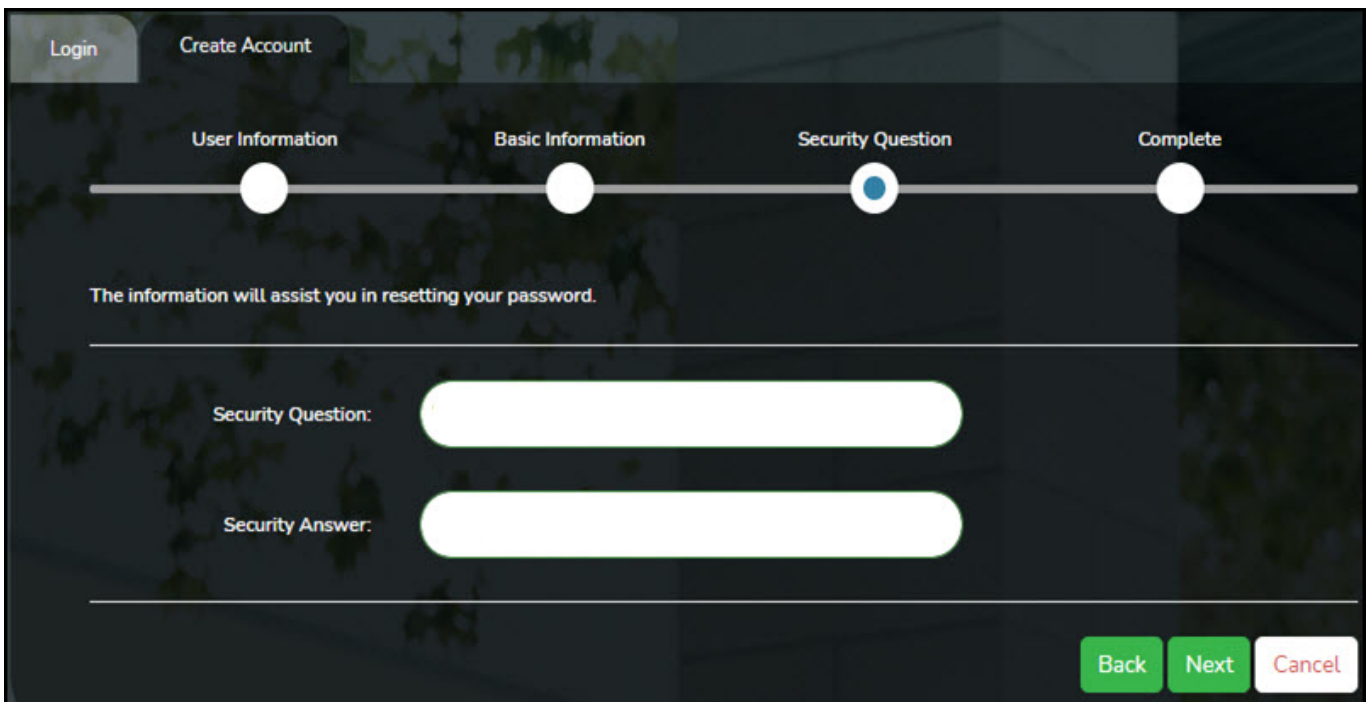 Login Create Account
User Information Basic Information Security Question Complete
The information will assist you in resetting your password.
Security Question:
Security Answer:
Back Next Cancel